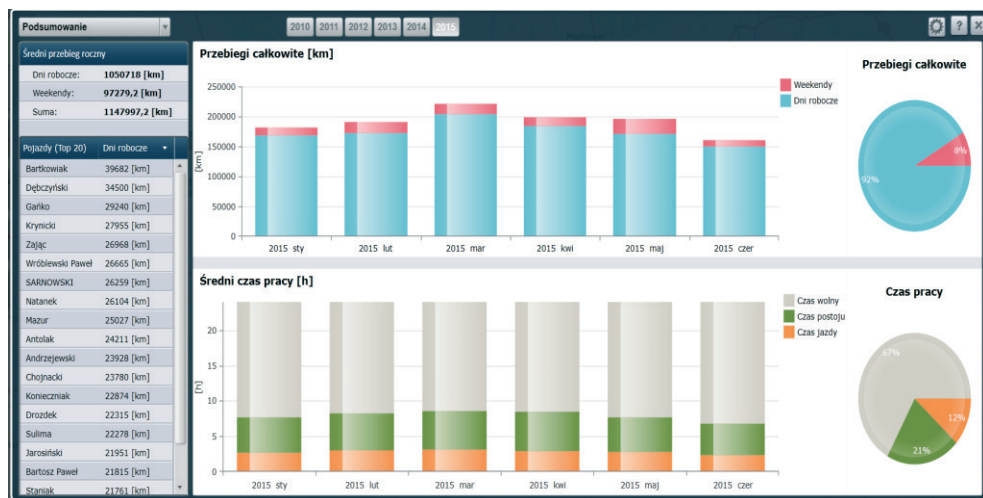 Podsumowanie
2010 2011 2012 2013 2014 2015
?
Średni przebieg roczny
Dni robocze: 1050718 [km]
Weekendy: 97279,2 [km]
Suma: 1147997,2 [km]
Pojazdy (Top 20) Dni robocze
Bartkowiak 39682 [km]
Dębczyński 34500 [km]
Gańko 29240 [km]
Krynicki 27955 [km]
Zając 26968 [km]
Wróblewski Paweł 26665 [km]
SARNOWSKI 26259 [km]
Natanek 26104 [km]
Mazur 25027 [km]
Antolak 24211 [km]
Andrzejewski 23928 [km]
Chojnacki 23780 [km]
Konieczniak 22874 [km]
Drozdek 22315 [km]
Sulima 22278 [km]
Jarosiński 21951 [km]
Bartosz Paweł 21815 [km]
Staniak 21761 [km]
Przebiegi całkowite [km]
Weekendy
Dni robocze
[km]
250000
200000
150000
100000
50000
0
2015 sty 2015 lut 2015 mar 2015 kwi 2015 maj 2015 czer
Przebiegi całkowite
8%
92%
Średni czas pracy [h]
Czas wolny
Czas postoju
Czas jazdy
[h]
20
15
10
5
0
2015 sty 2015 lut 2015 mar 2015 kwi 2015 maj 2015 czer
Czas pracy
67%
12%
21%